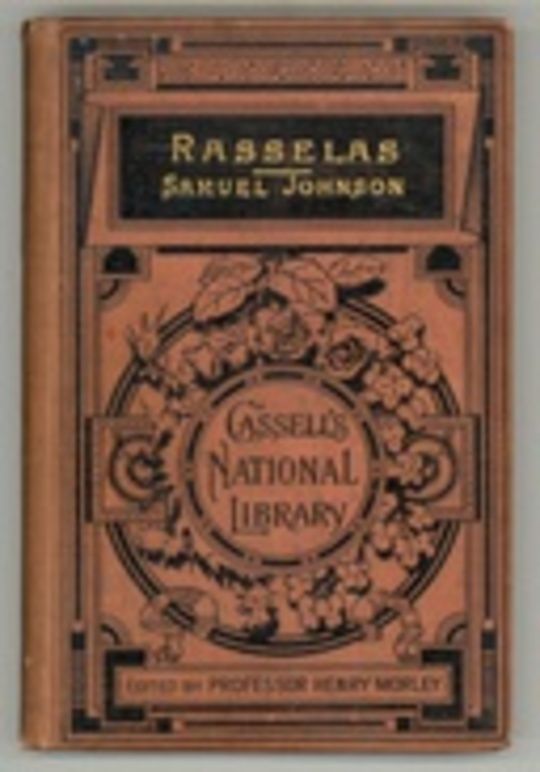 RASSELAS
SAMUEL JOHNSON
CASSELL'S
NATIONAL
LIBRARY
EDITED BY PROFESSOR HENRY MORLEY